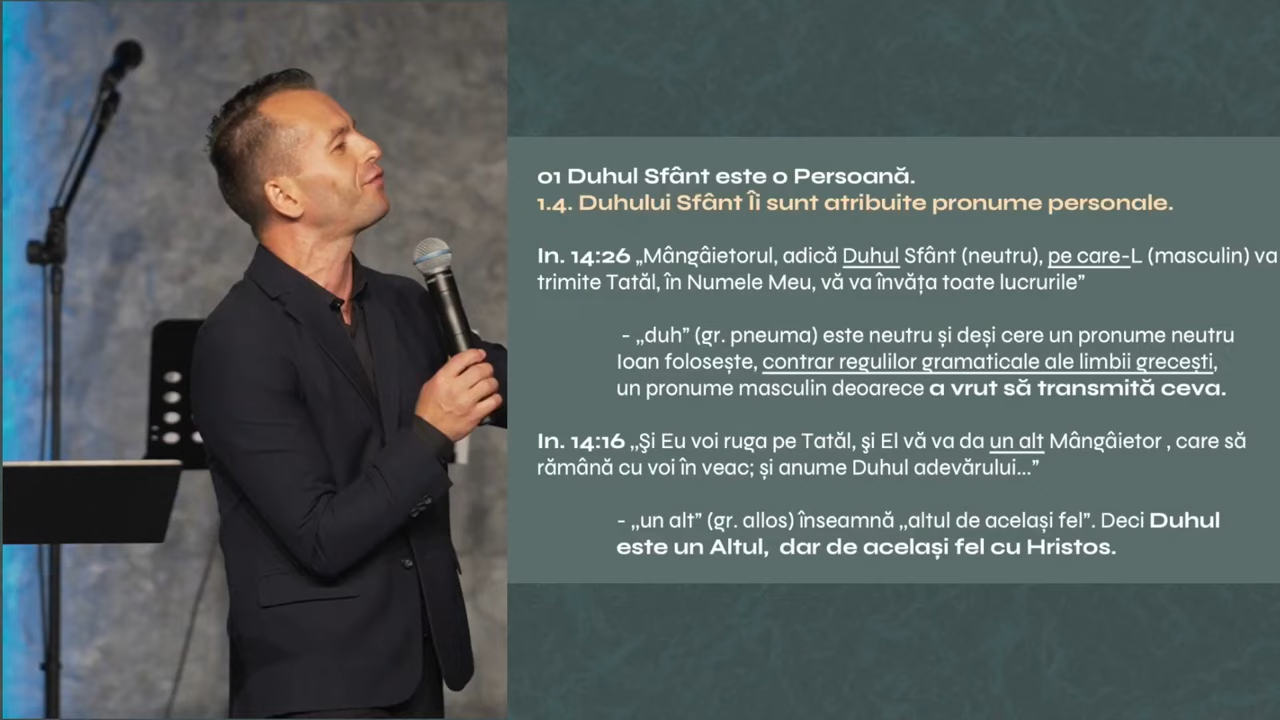 01 Duhul Sfânt este o Persoană.
1.4. Duhului Sfânt Îi sunt atribuite pronume personale.
In. 14:26 „Mângâietorul, adică Duhul Sfânt (neutru), pe care-L (masculin) va
trimite Tatăl, în Numele Meu, vă va învăța toate lucrurile”
- „duh” (gr. pneuma) este neutru și deși cere un pronume neutru
Ioan folosește, contrar regulilor gramaticale ale limbii grecești,
un pronume masculin deoarece a vrut să transmită ceva.
In. 14:16 „Şi Eu voi ruga pe Tatăl, şi El vă va da un alt Mângâietor , care să
rămână cu voi în veac; și anume Duhul adevărului...”
- „un alt” (gr. allos) înseamnă „altul de același fel”. Deci Duhul
este un Altul, dar de același fel cu Hristos.